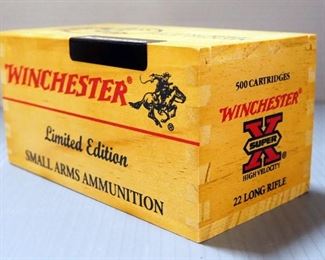 WINCHESTER®
Limited Edition
SMALL ARMS AMMUNITION
500 CARTRIDGES
WINCHESTER
X
SUPER
HIGH VELOCITY
22 LONG RIFLE